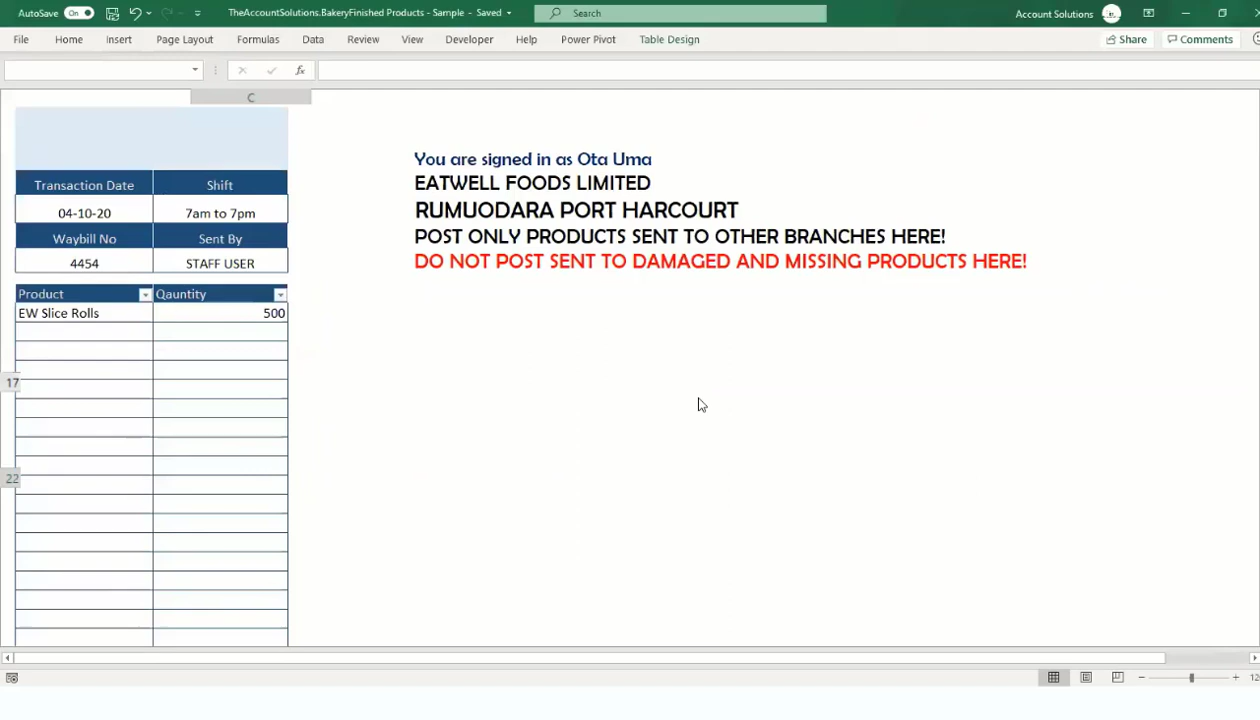 AutoSave On TheAccountSolutions.BakeryFinished Products - Sample - Saved Search Account Solutions
File Home Insert Page Layout Formulas Data Review View Developer Help Power Pivot Table Design Share Comments
fx
C
You are signed in as Ota Uma
EATWELL FOODS LIMITED
RUMUODARA PORT HARCOURT
POST ONLY PRODUCTS SENT TO OTHER BRANCHES HERE!
DO NOT POST SENT TO DAMAGED AND MISSING PRODUCTS HERE!
Transaction Date Shift
04-10-20 7am to 7pm
Waybill No Sent By
4454 STAFF USER
Product Qauntity
EW Slice Rolls 500
17
22